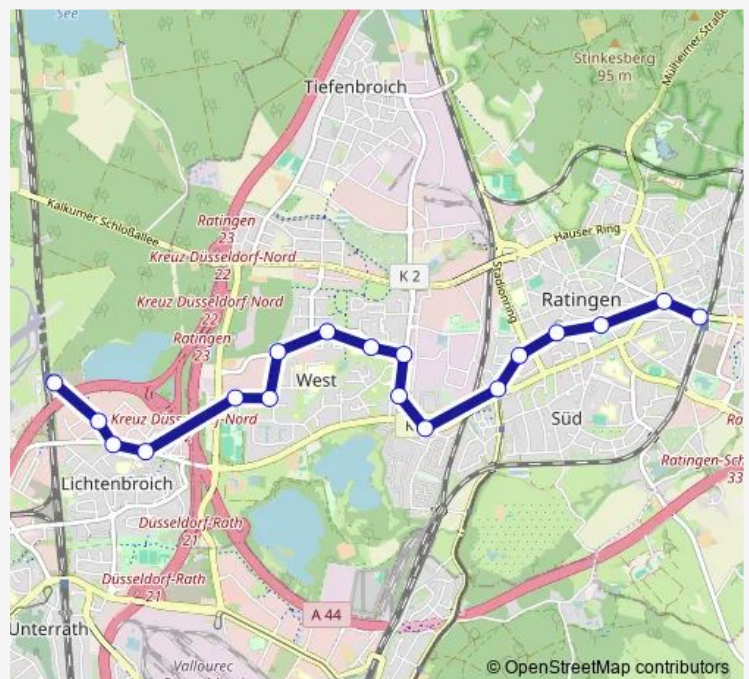 See
Stinkesberg
95 m
Mülheimer Straße
Tiefenbroich
Kalkumer Schloßallee
Ratingen
23
Hauser Ring
Kreuz-Düsseldorf-Nord
22
K 2
Stadionring
Kreuz Düsseldorf Nord
22
Ratingen
Ratingen
23
West
Kreuz Düss
f-Nord
K
Süd
Ra
Lichtenbroich
Ratingen-Sch
33
Düsseldorf-Rath
21
Düsseldorf-Rath
21
A 44
Unterrath
Vallourec
© OpenStreetMap contributors